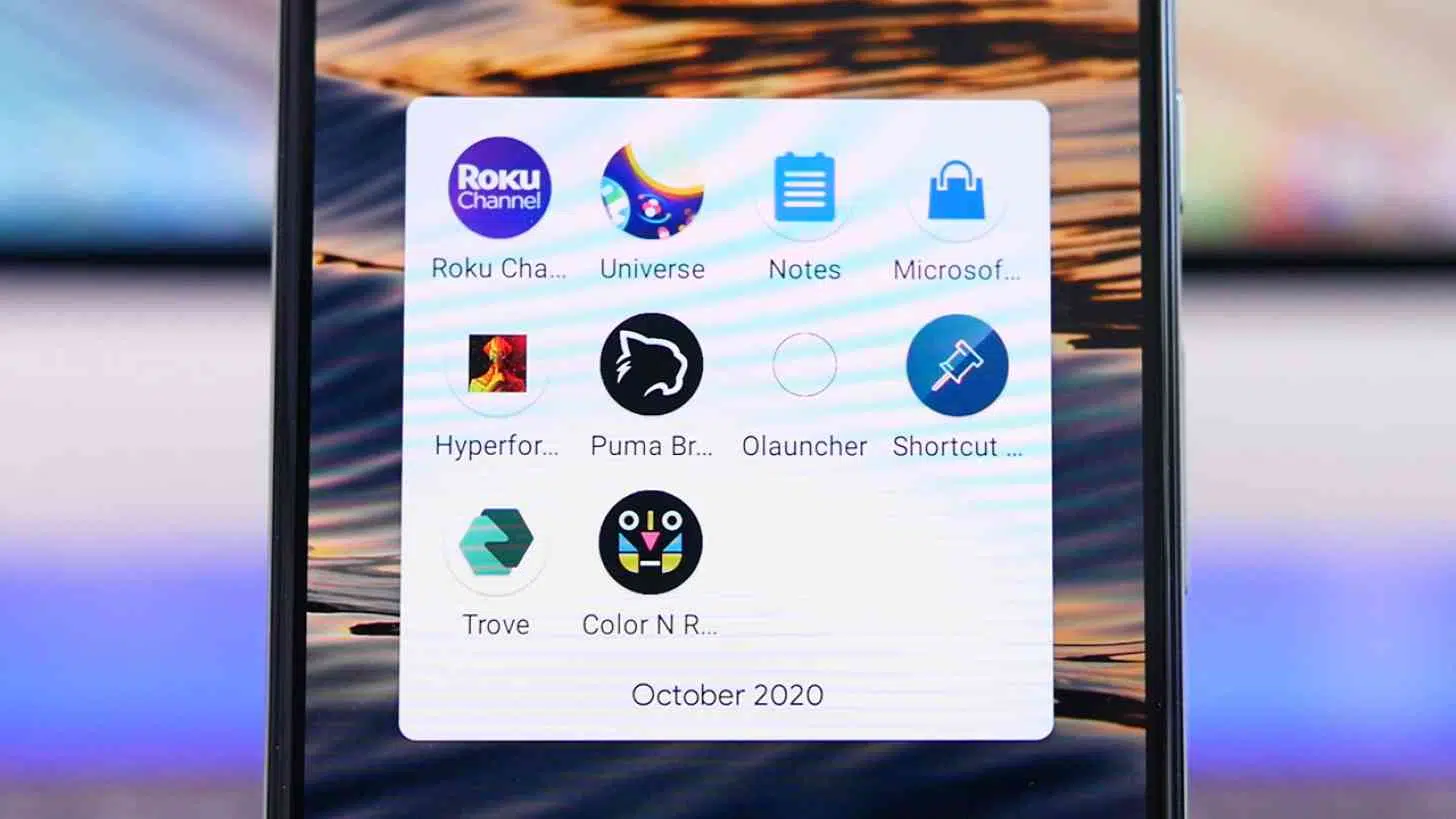 Roku
Channel
Roku Cha...
Universe
Notes
Microsof...
Hyperfor...
Puma Br...
Olauncher
Shortcut ...
Trove
Color N R...
October 2020